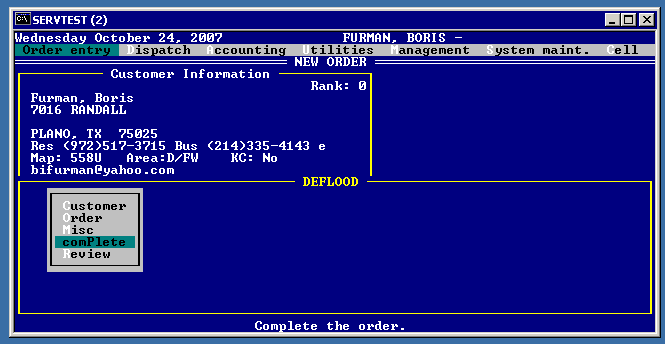 SERVTEST (2)
Wednesday October 24, 2007 FURMAN, BORIS -
Order entry Dispatch Accounting Utilities Management System maint. Cell
NEW ORDER
Customer Information
Rank: 0
Furman, Boris
7016 RANDALL
PLANO, TX 75025
Res (972)517-3715 Bus (214)335-4143 e
Map: 558U Area:D/FW KC: No
bifurman@yahoo.com
DEFLOOD
Customer
Order
Misc
comPlete
Review
Complete the order.